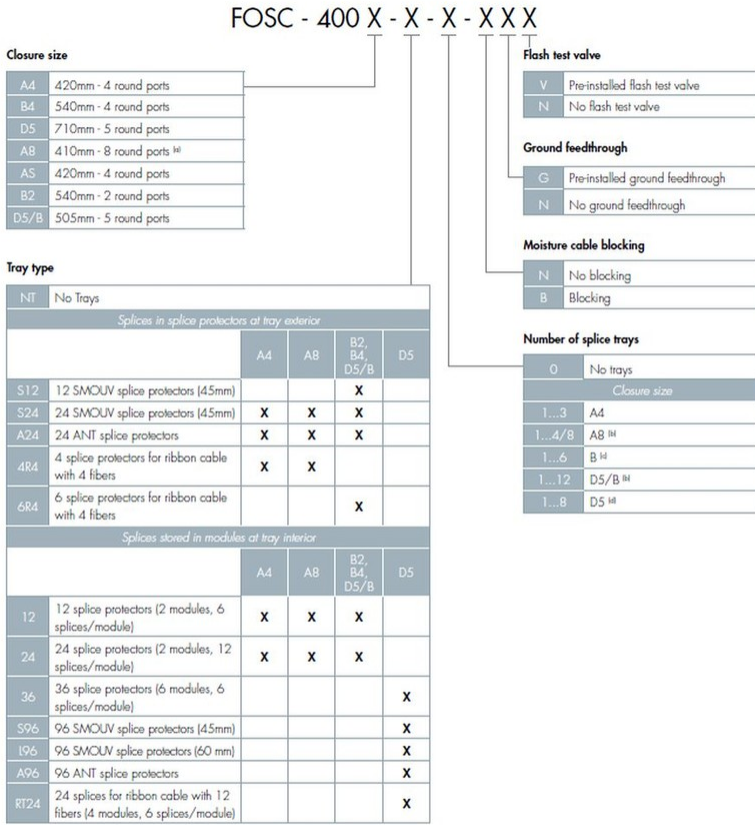 FOSC - 400 X - X - X - X X X
Closure size
A4 420mm - 4 round ports
B4 540mm - 4 round ports
D5 710mm - 5 round ports
A8 410mm - 8 round ports (a)
AS 420mm - 4 round ports
B2 540mm - 2 round ports
D5/B 505mm - 5 round ports
Tray type
NT No Trays
Splices in splice protectors at tray exterior
A4 A8 B2, B4, D5/B D5
S12 12 SMOUV splice protectors (45mm) X
S24 24 SMOUV splice protectors (45mm) X X X
A24 24 ANT splice protectors X X X
4R4 4 splice protectors for ribbon cable
with 4 fibers X X
6R4 6 splice protectors for ribbon cable
with 4 fibers X
Splices stored in modules at tray interior
A4 A8 B2, B4, D5/B D5
12 12 splice protectors (2 modules, 6
splices/module) X X X
24 24 splice protectors (2 modules, 12
splices/module) X X X
36 36 splice protectors (6 modules, 6
splices/module) X
S96 96 SMOUV splice protectors (45mm) X
L96 96 SMOUV splice protectors (60 mm) X
A96 96 ANT splice protectors X
RT24 24 splices for ribbon cable with 12
fibers (4 modules, 6 splices/module) X
Flash test valve
V Pre-installed flash test valve
N No flash test valve
Ground feedthrough
G Pre-installed ground feedthrough
N No ground feedthrough
Moisture cable blocking
N No blocking
B Blocking
Number of splice trays
0 No trays
Closure size
1...3 A4
1...4/8 A8 (b)
1...6 B (c)
1...12 D5/B (b)
1...8 D5 (d)